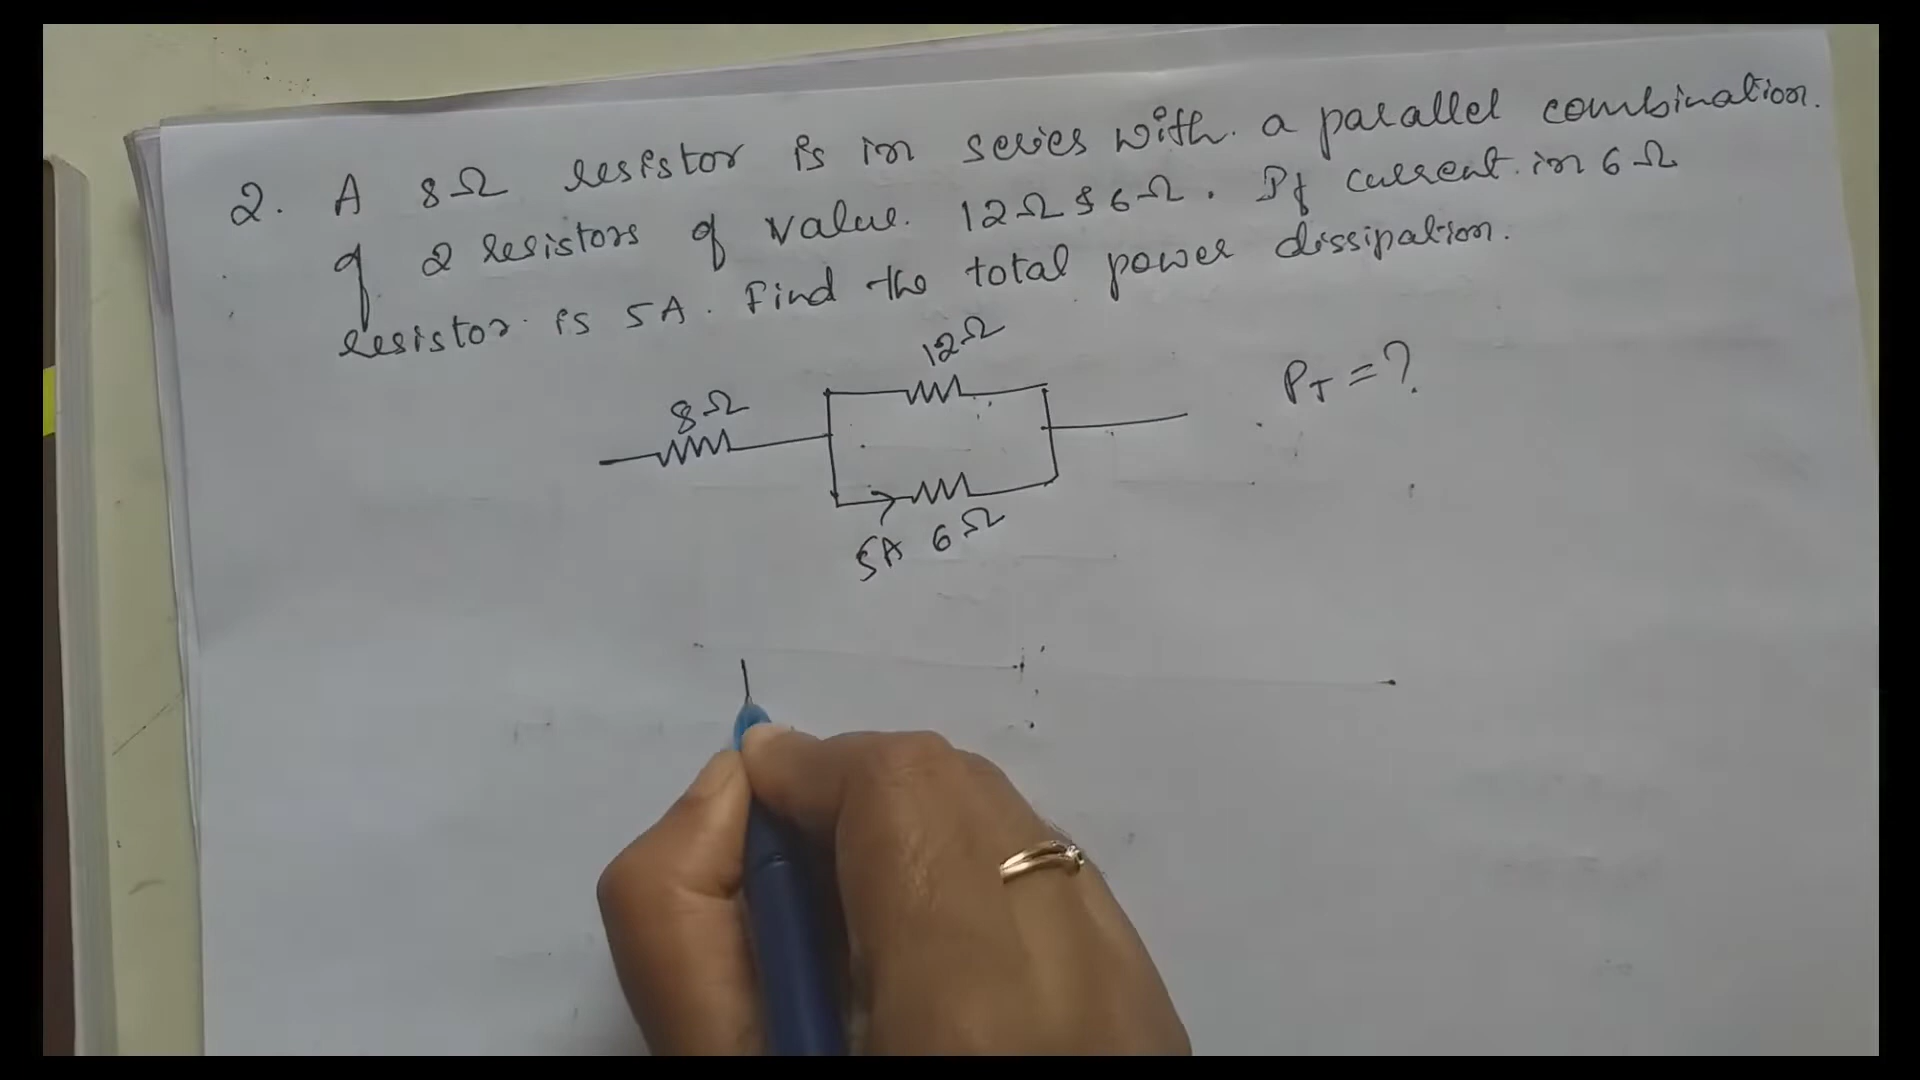 2. A 8Ω resistor is in series with a parallel combination.
of 2 resistors of value. 12Ω & 6Ω. If current in 6Ω
resistor is 5A. Find the total power dissipation.
12Ω
8Ω
P_T = ?
5A 6Ω